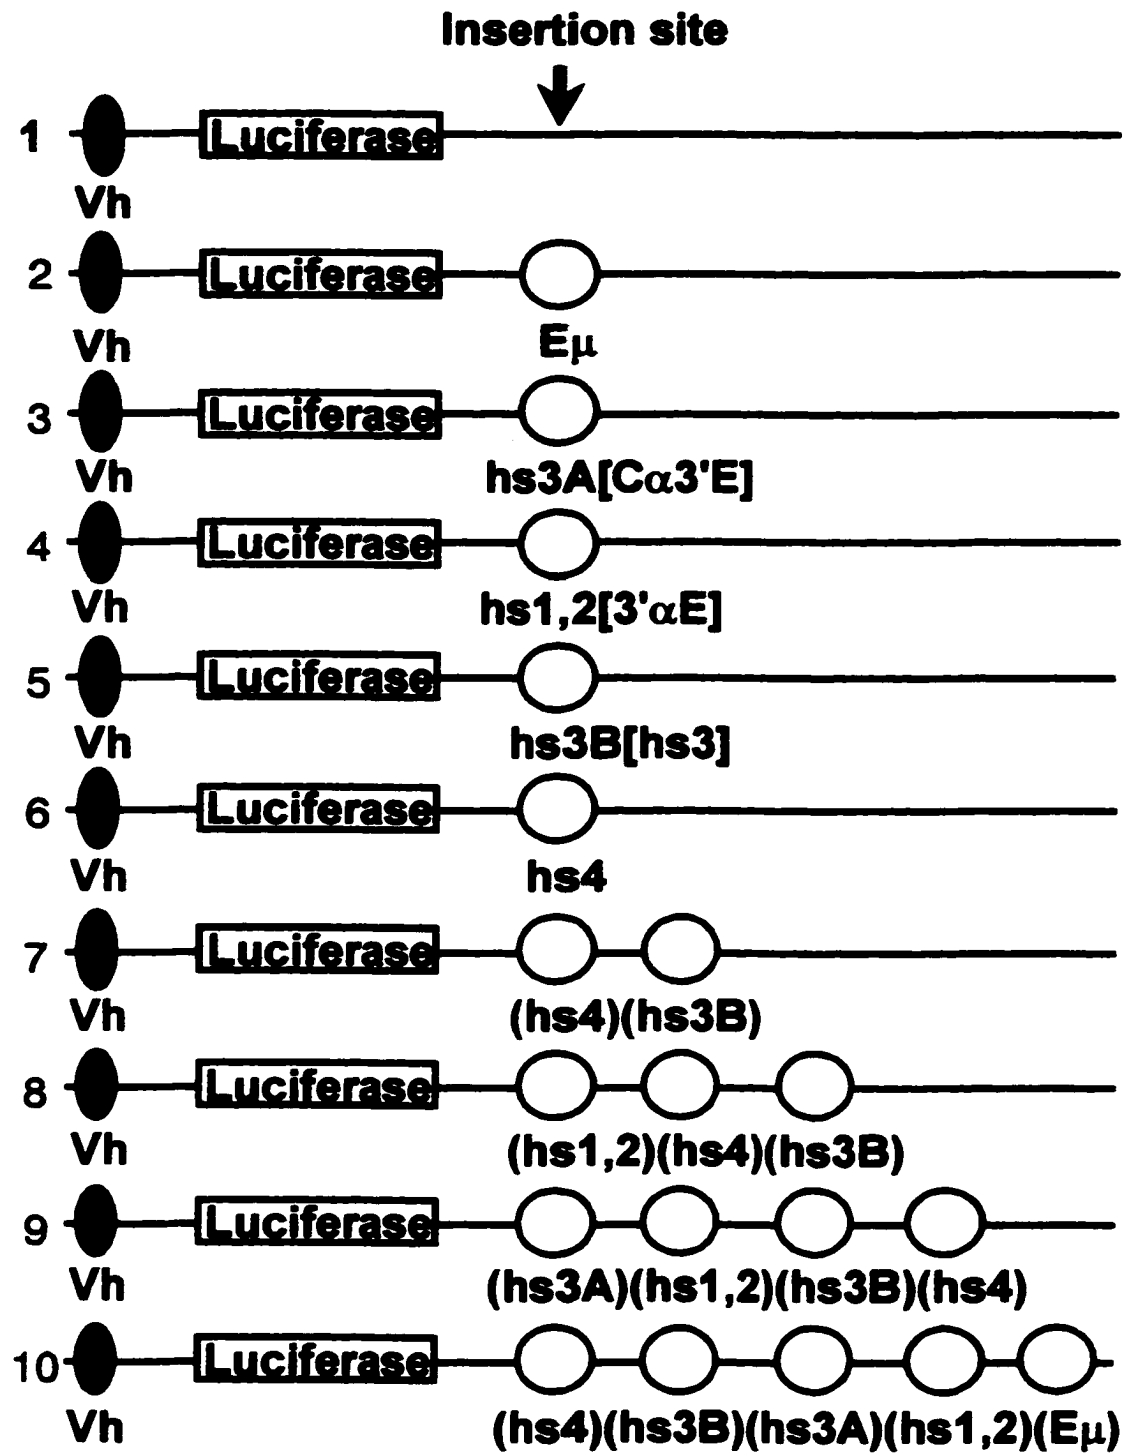 Insertion site
1 Luciferase
Vh
2 Luciferase
Vh Eμ
3 Luciferase
Vh hs3A[Cα3'E]
4 Luciferase
Vh hs1,2[3'αE]
5 Luciferase
Vh hs3B[hs3]
6 Luciferase
Vh hs4
7 Luciferase
Vh (hs4)(hs3B)
8 Luciferase
Vh (hs1,2)(hs4)(hs3B)
9 Luciferase
Vh (hs3A)(hs1,2)(hs3B)(hs4)
10 Luciferase
Vh (hs4)(hs3B)(hs3A)(hs1,2)(Eμ)